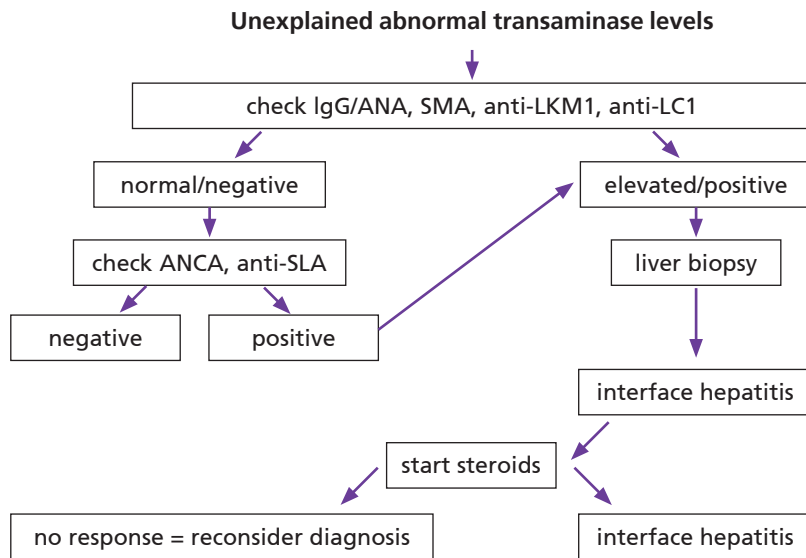 Unexplained abnormal transaminase levels
check IgG/ANA, SMA, anti-LKM1, anti-LC1
normal/negative
elevated/positive
check ANCA, anti-SLA
liver biopsy
negative
positive
interface hepatitis
start steroids
no response = reconsider diagnosis
interface hepatitis